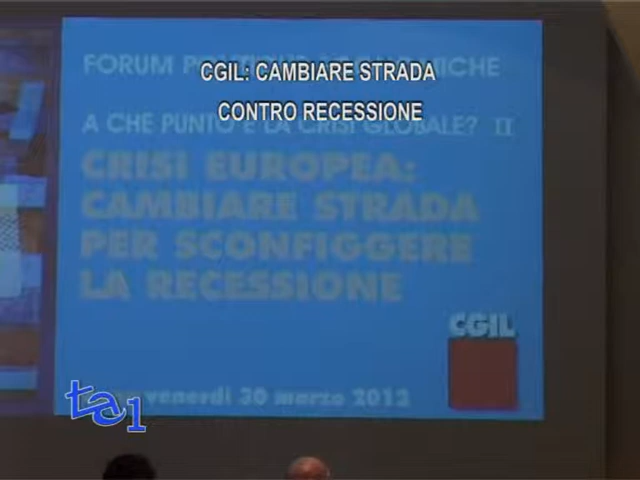 CGIL: CAMBIARE STRADA
CONTRO RECESSIONE
FORUM
A CHE PUNTO È LA CRISI GLOBALE? II
CRISI EUROPEA:
CAMBIARE STRADA
PER SCONFIGGERE
LA RECESSIONE
CGIL
venerdì 30 marzo 2012